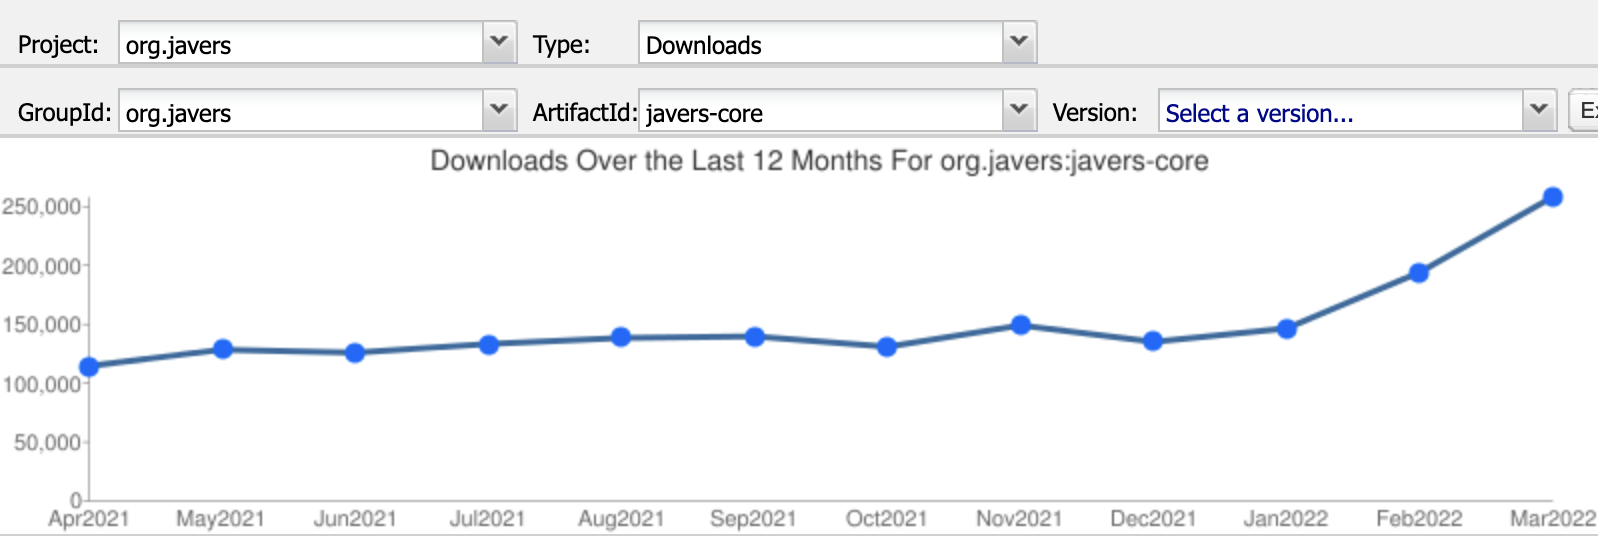 Project: org.javers Type: Downloads
GroupId: org.javers ArtifactId: javers-core Version: Select a version... Ex
Downloads Over the Last 12 Months For org.javers:javers-core
250,000
200,000
150,000
100,000
50,000
0
Apr2021 May2021 Jun2021 Jul2021 Aug2021 Sep2021 Oct2021 Nov2021 Dec2021 Jan2022 Feb2022 Mar2022